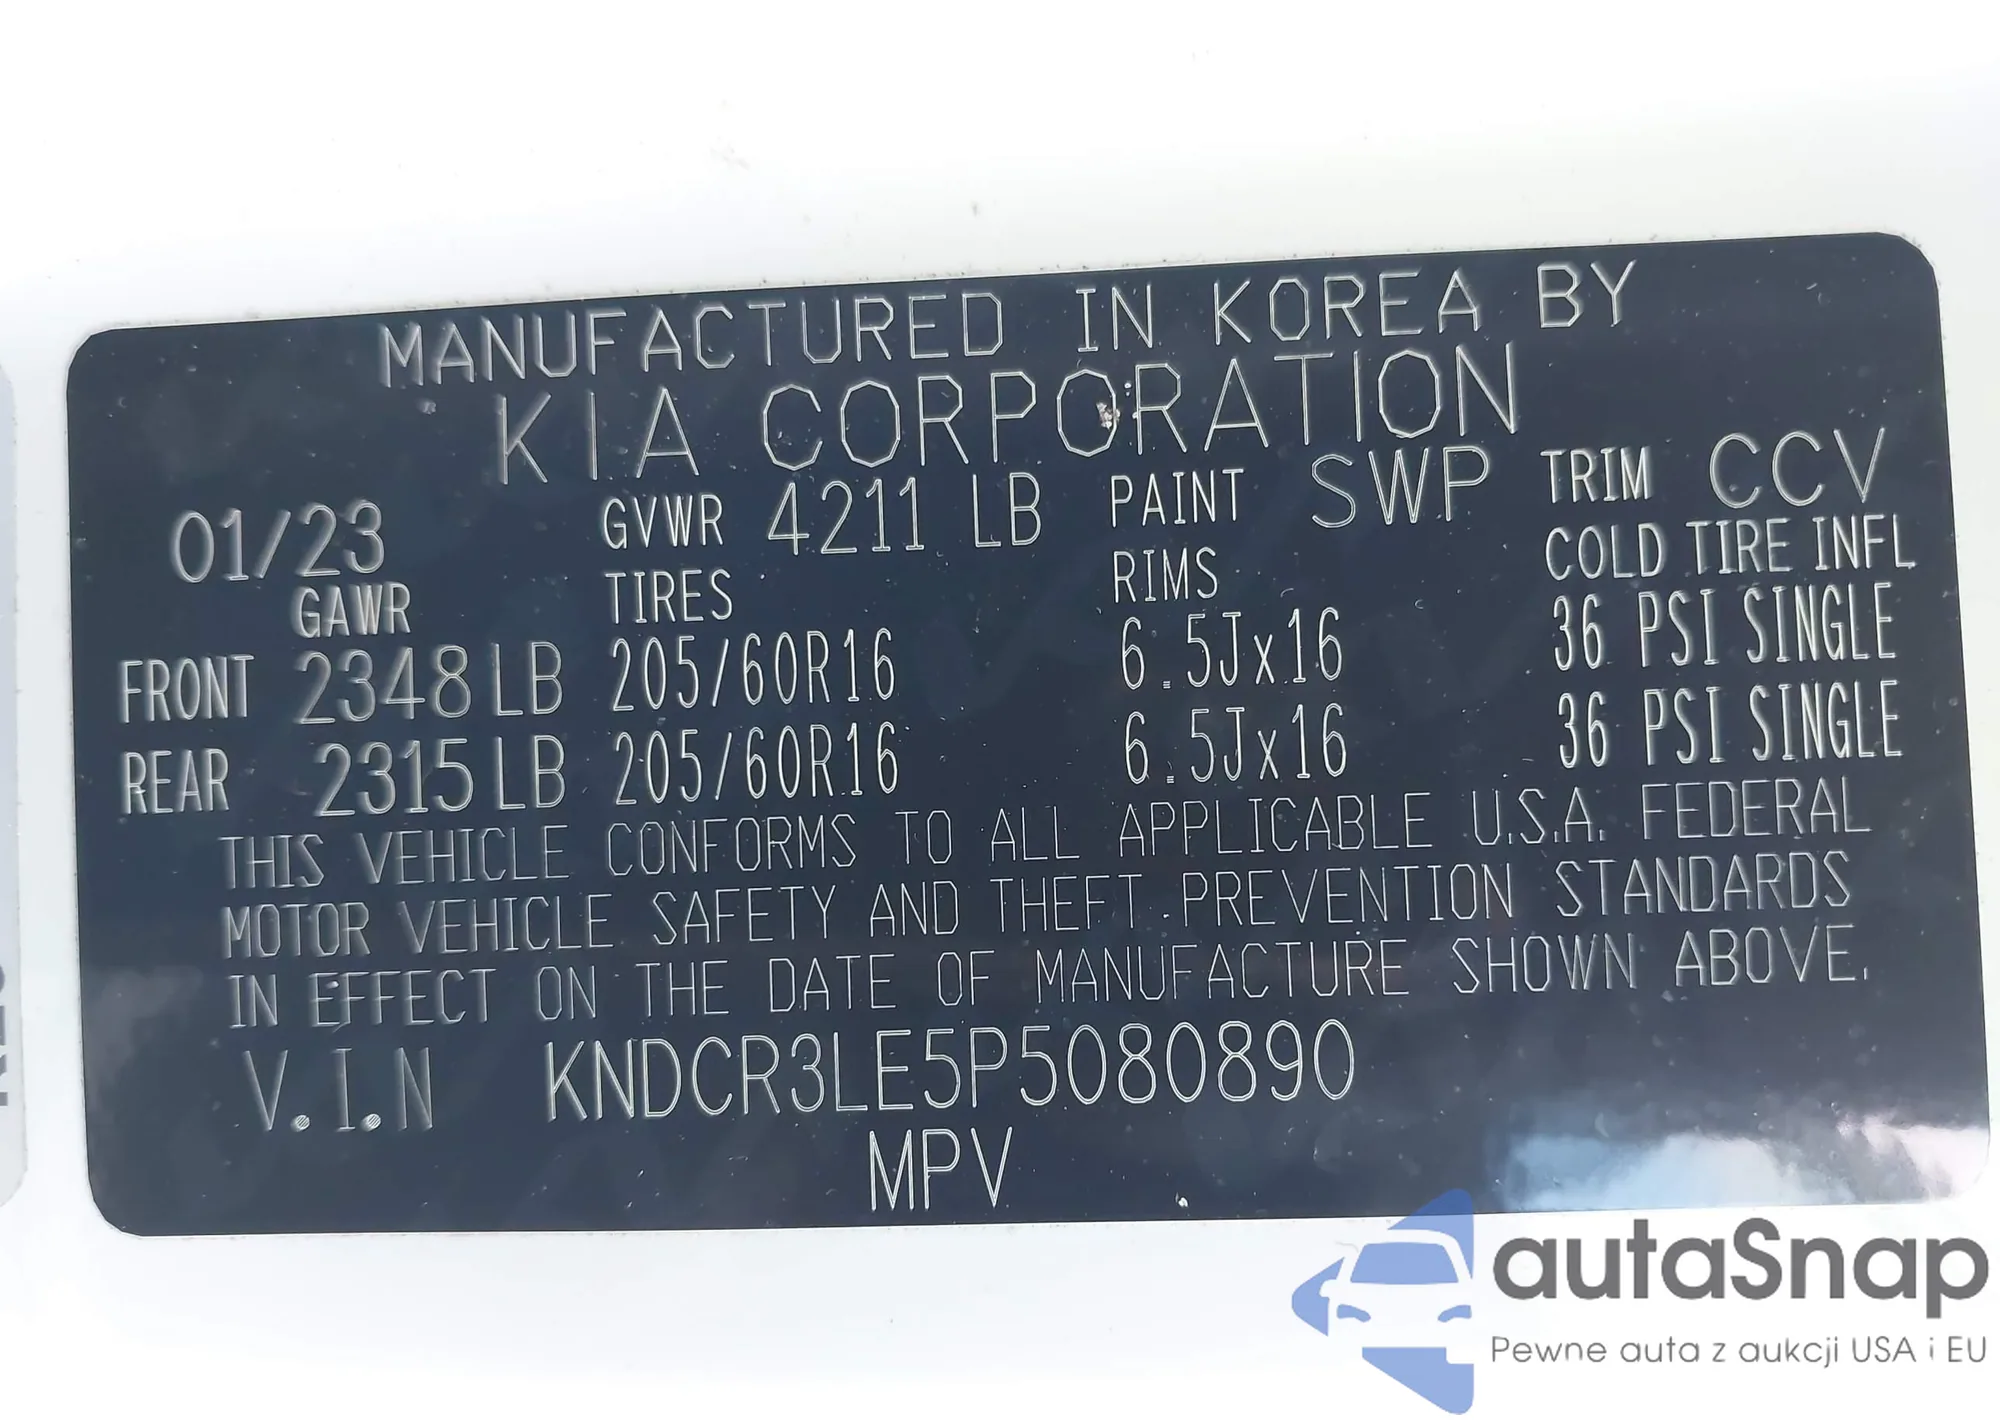 MANUFACTURED IN KOREA BY
KIA CORPORATION
01/23 GVWR 4211 LB PAINT SWP TRIM CCV
GAWR TIRES RIMS COLD TIRE INFL
FRONT 2348 LB 205/60R16 6.5Jx16 36 PSI SINGLE
REAR 2315 LB 205/60R16 6.5Jx16 36 PSI SINGLE
THIS VEHICLE CONFORMS TO ALL APPLICABLE U.S.A. FEDERAL
MOTOR VEHICLE SAFETY AND THEFT PREVENTION STANDARDS
IN EFFECT ON THE DATE OF MANUFACTURE SHOWN ABOVE.
V.I.N KNDCR3LE5P5080890
MPV
autaSnap
Pewne auta z aukcji USA i EU